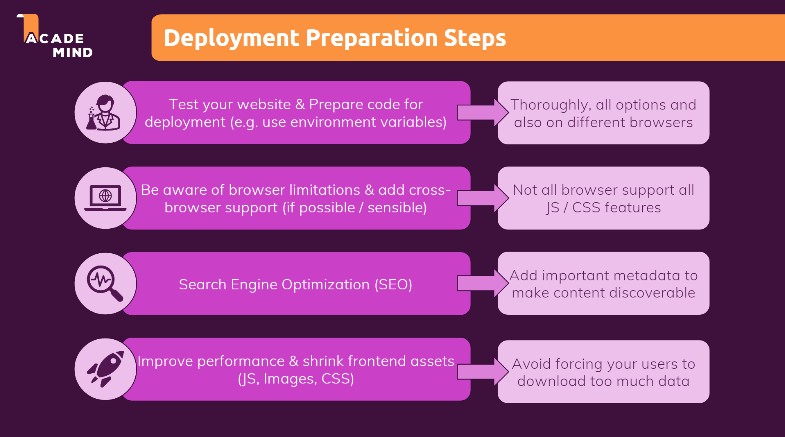 ACADE
MIND
Deployment Preparation Steps
Test your website & Prepare code for
deployment (e.g. use environment variables)
Thoroughly, all options and
also on different browsers
Be aware of browser limitations & add cross-
browser support (if possible / sensible)
Not all browser support all
JS / CSS features
Search Engine Optimization (SEO)
Add important metadata to
make content discoverable
Improve performance & shrink frontend assets
(JS, Images, CSS)
Avoid forcing your users to
download too much data